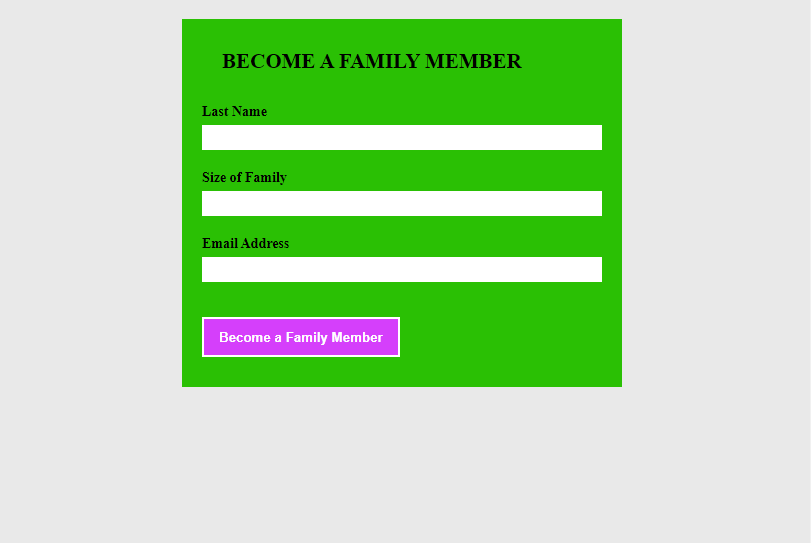 BECOME A FAMILY MEMBER
Last Name
Size of Family
Email Address
Become a Family Member